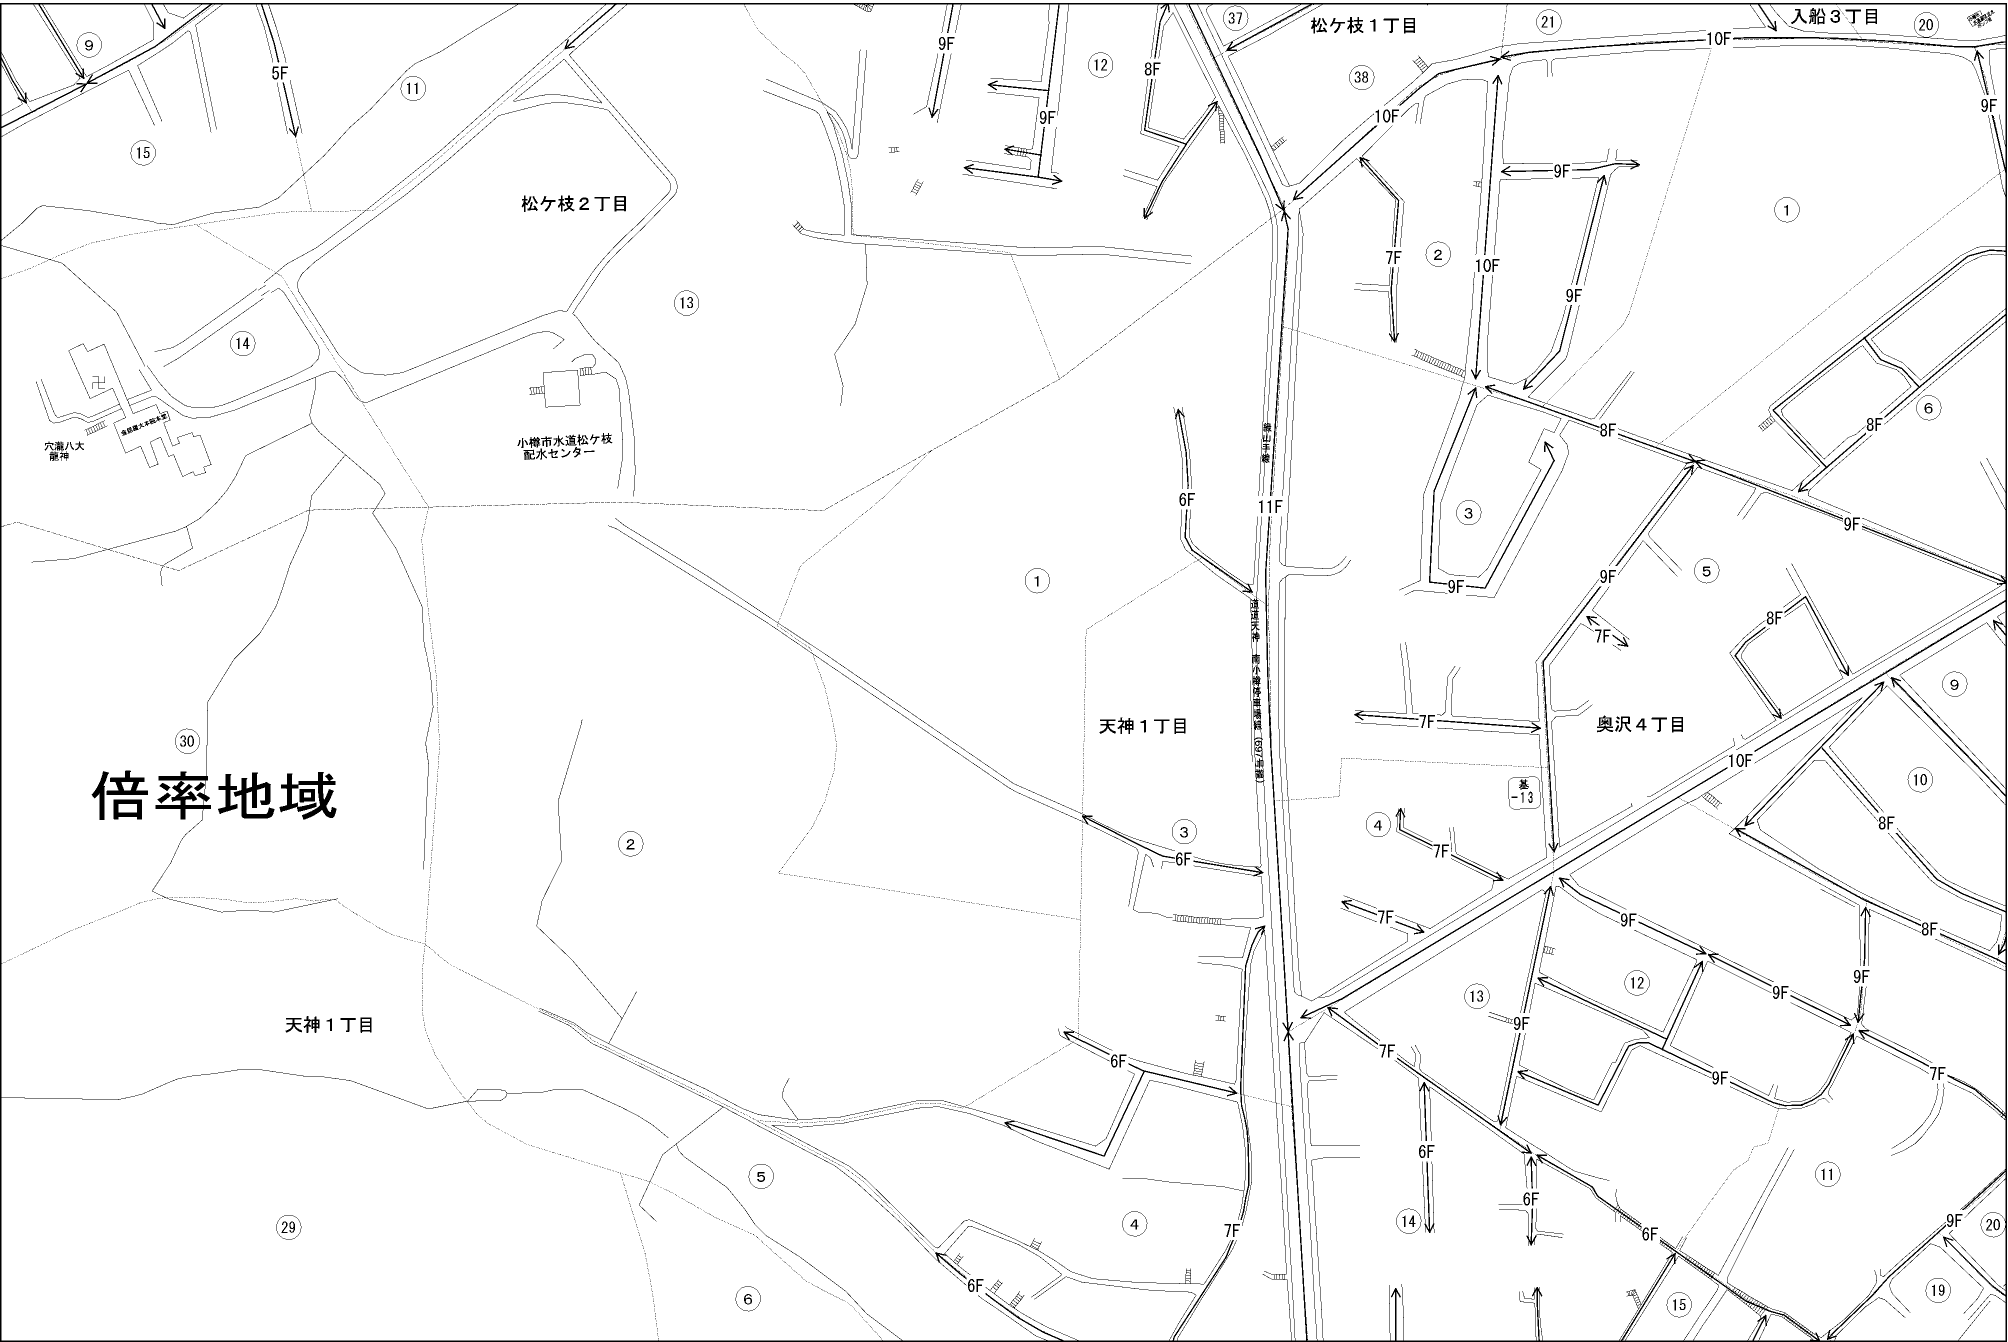 37
松ケ枝１丁目
21
入船３丁目
20
9
5F
9F
12
8F
38
10F
10F
11
9F
9F
15
9F
松ケ枝２丁目
1
2
7F
10F
13
9F
14
6
卍
8F
8F
穴滝八大
龍神
小樽市水道松ケ枝
配水センター
6F
11F
3
9F
1
9F
9F
5
7F
8F
9
天神１丁目
7F
奥沢４丁目
30
10F
倍率地域
基
-13
10
2
3
6F
4
7F
8F
7F
9F
8F
12
9F
9F
13
9F
天神１丁目
7F
6F
9F
7F
6F
5
11
6F
29
4
7F
14
6F
9F
20
6F
6
15
19